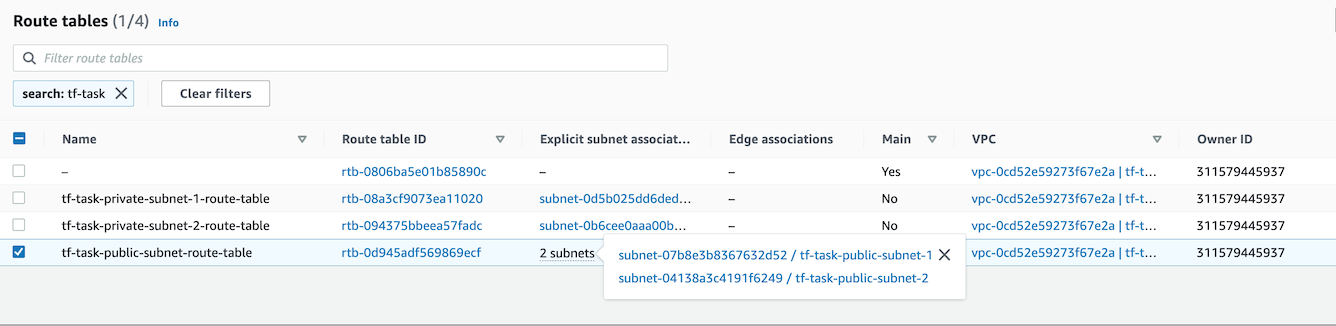 Route tables (1/4) Info
Filter route tables
search: tf-task Clear filters
Name Route table ID Explicit subnet associat... Edge associations Main VPC Owner ID
– rtb-0806ba5e01b85890c – – Yes vpc-0cd52e59273f67e2a | tf-t... 311579445937
tf-task-private-subnet-1-route-table rtb-08a3cf9073ea11020 subnet-0d5b025dd6ded... – No vpc-0cd52e59273f67e2a | tf-t... 311579445937
tf-task-private-subnet-2-route-table rtb-094375bbeea57fadc subnet-0b6cee0aaa00b... – No vpc-0cd52e59273f67e2a | tf-t... 311579445937
tf-task-public-subnet-route-table rtb-0d945adf569869ecf 2 subnets subnet-07b8e3b8367632d52 / tf-task-public-subnet-1 vpc-0cd52e59273f67e2a | tf-t... 311579445937
subnet-04138a3c4191f6249 / tf-task-public-subnet-2